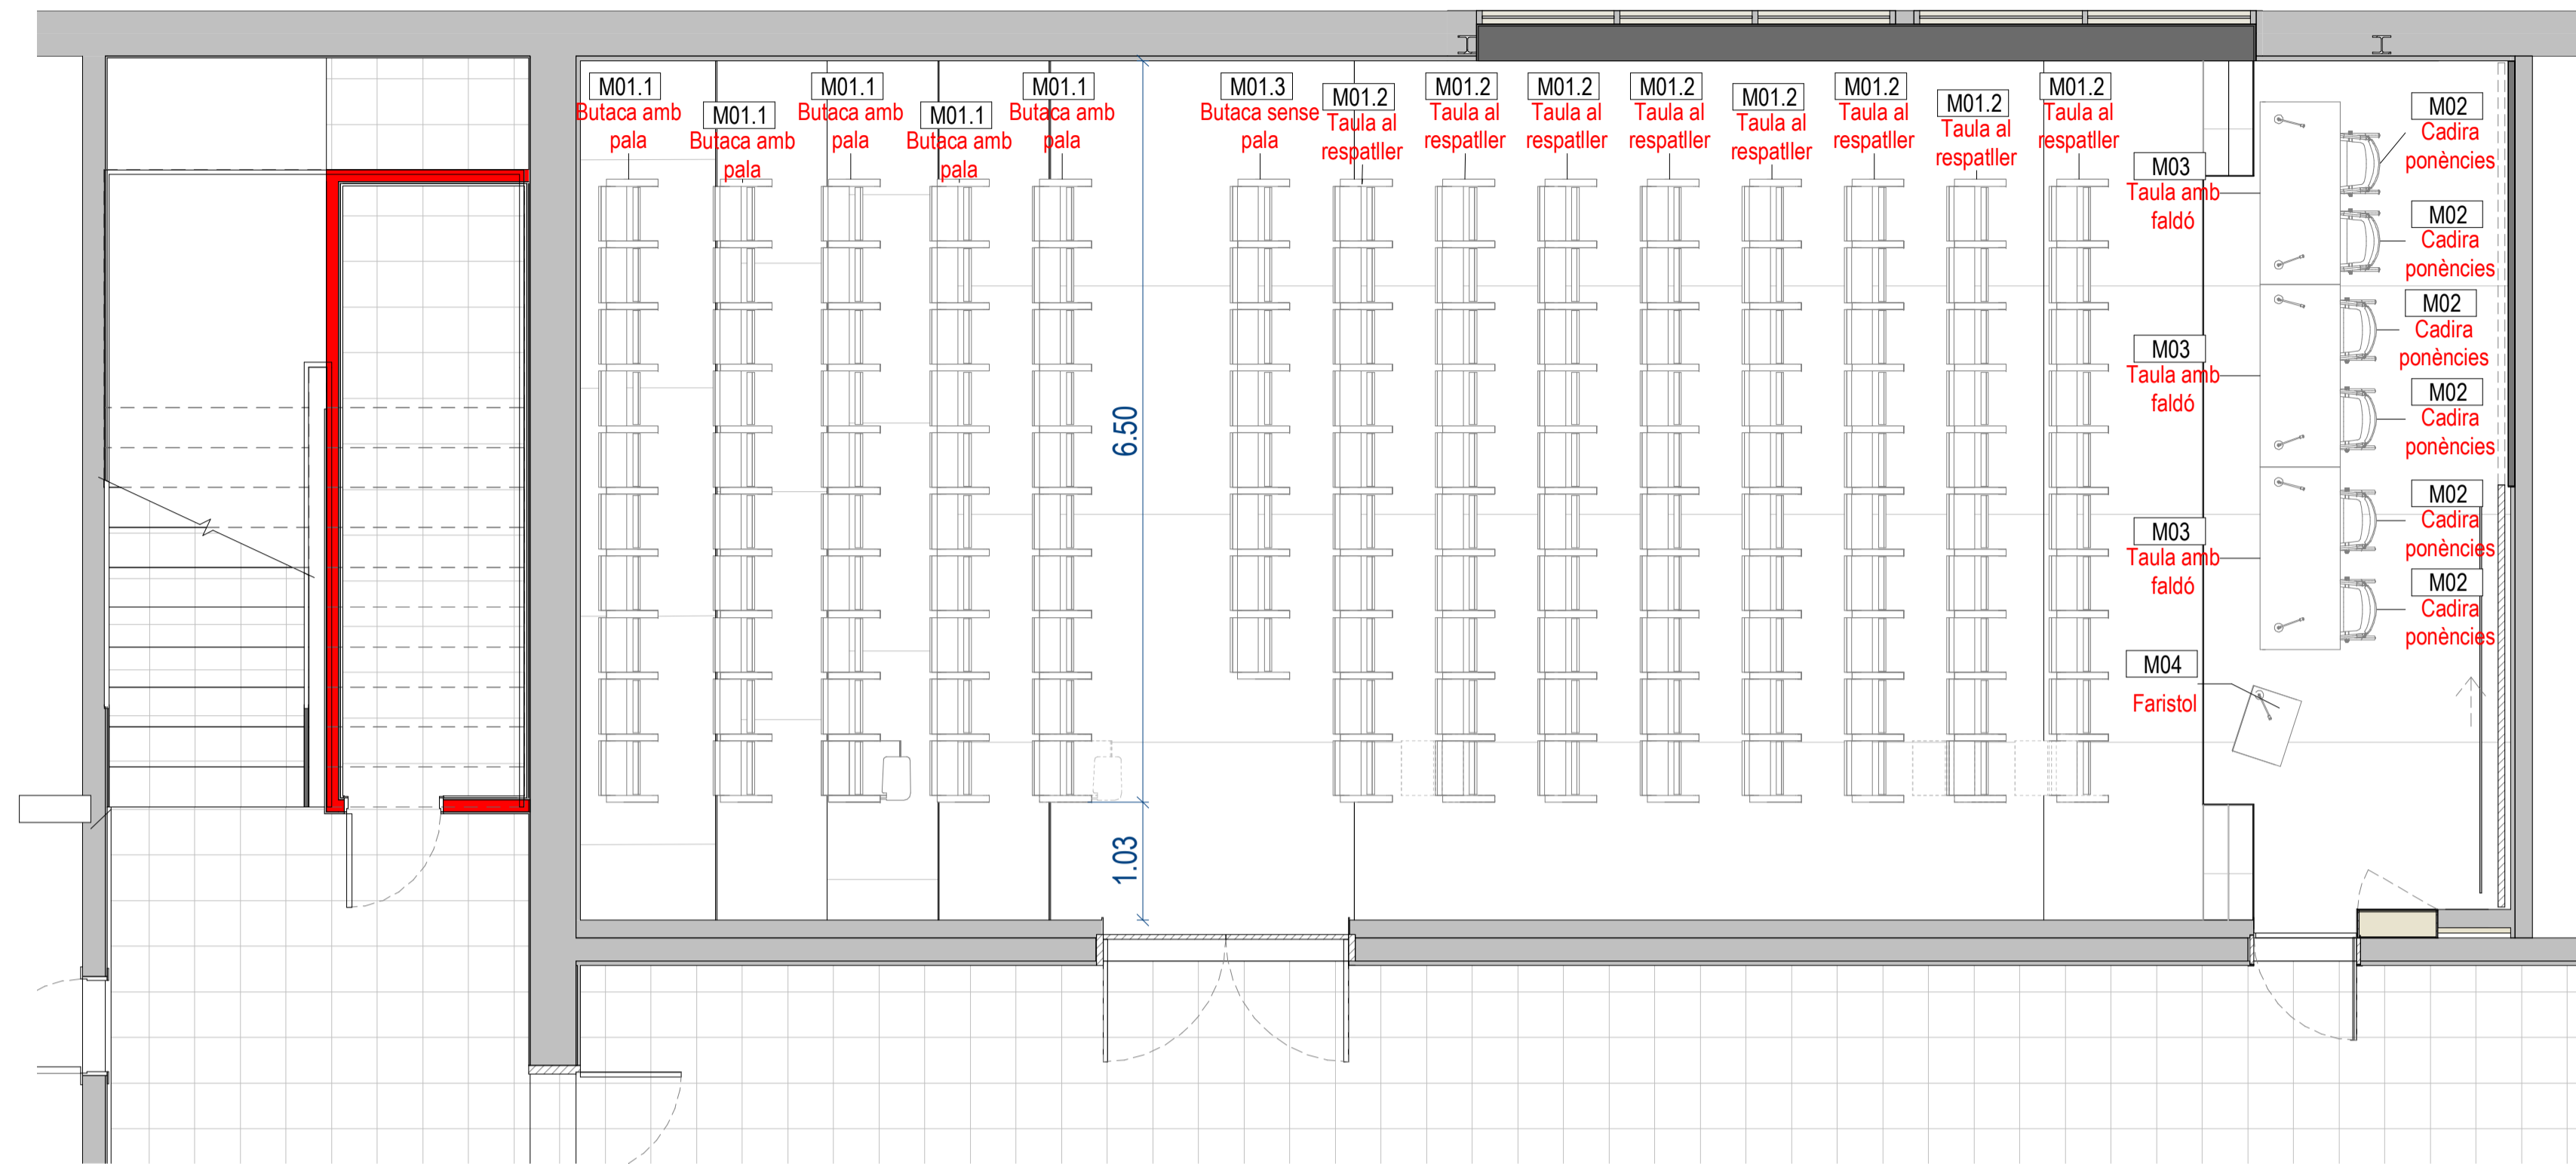 M01.1
Butaca amb
pala
M01.1
Butaca amb
pala
M01.1
Butaca amb
pala
M01.1
Butaca amb
pala
M01.1
Butaca amb
pala
6.50
1.03
M01.3
Butaca sense
pala
M01.2
Taula al
respatller
M01.2
Taula al
respatller
M01.2
Taula al
respatller
M01.2
Taula al
respatller
M01.2
Taula al
respatller
M01.2
Taula al
respatller
M01.2
Taula al
respatller
M01.2
Taula al
respatller
M03
Taula amb
faldó
M03
Taula amb
faldó
M03
Taula amb
faldó
M04
Faristol
M02
Cadira
ponències
M02
Cadira
ponències
M02
Cadira
ponències
M02
Cadira
ponències
M02
Cadira
ponències
M02
Cadira
ponències